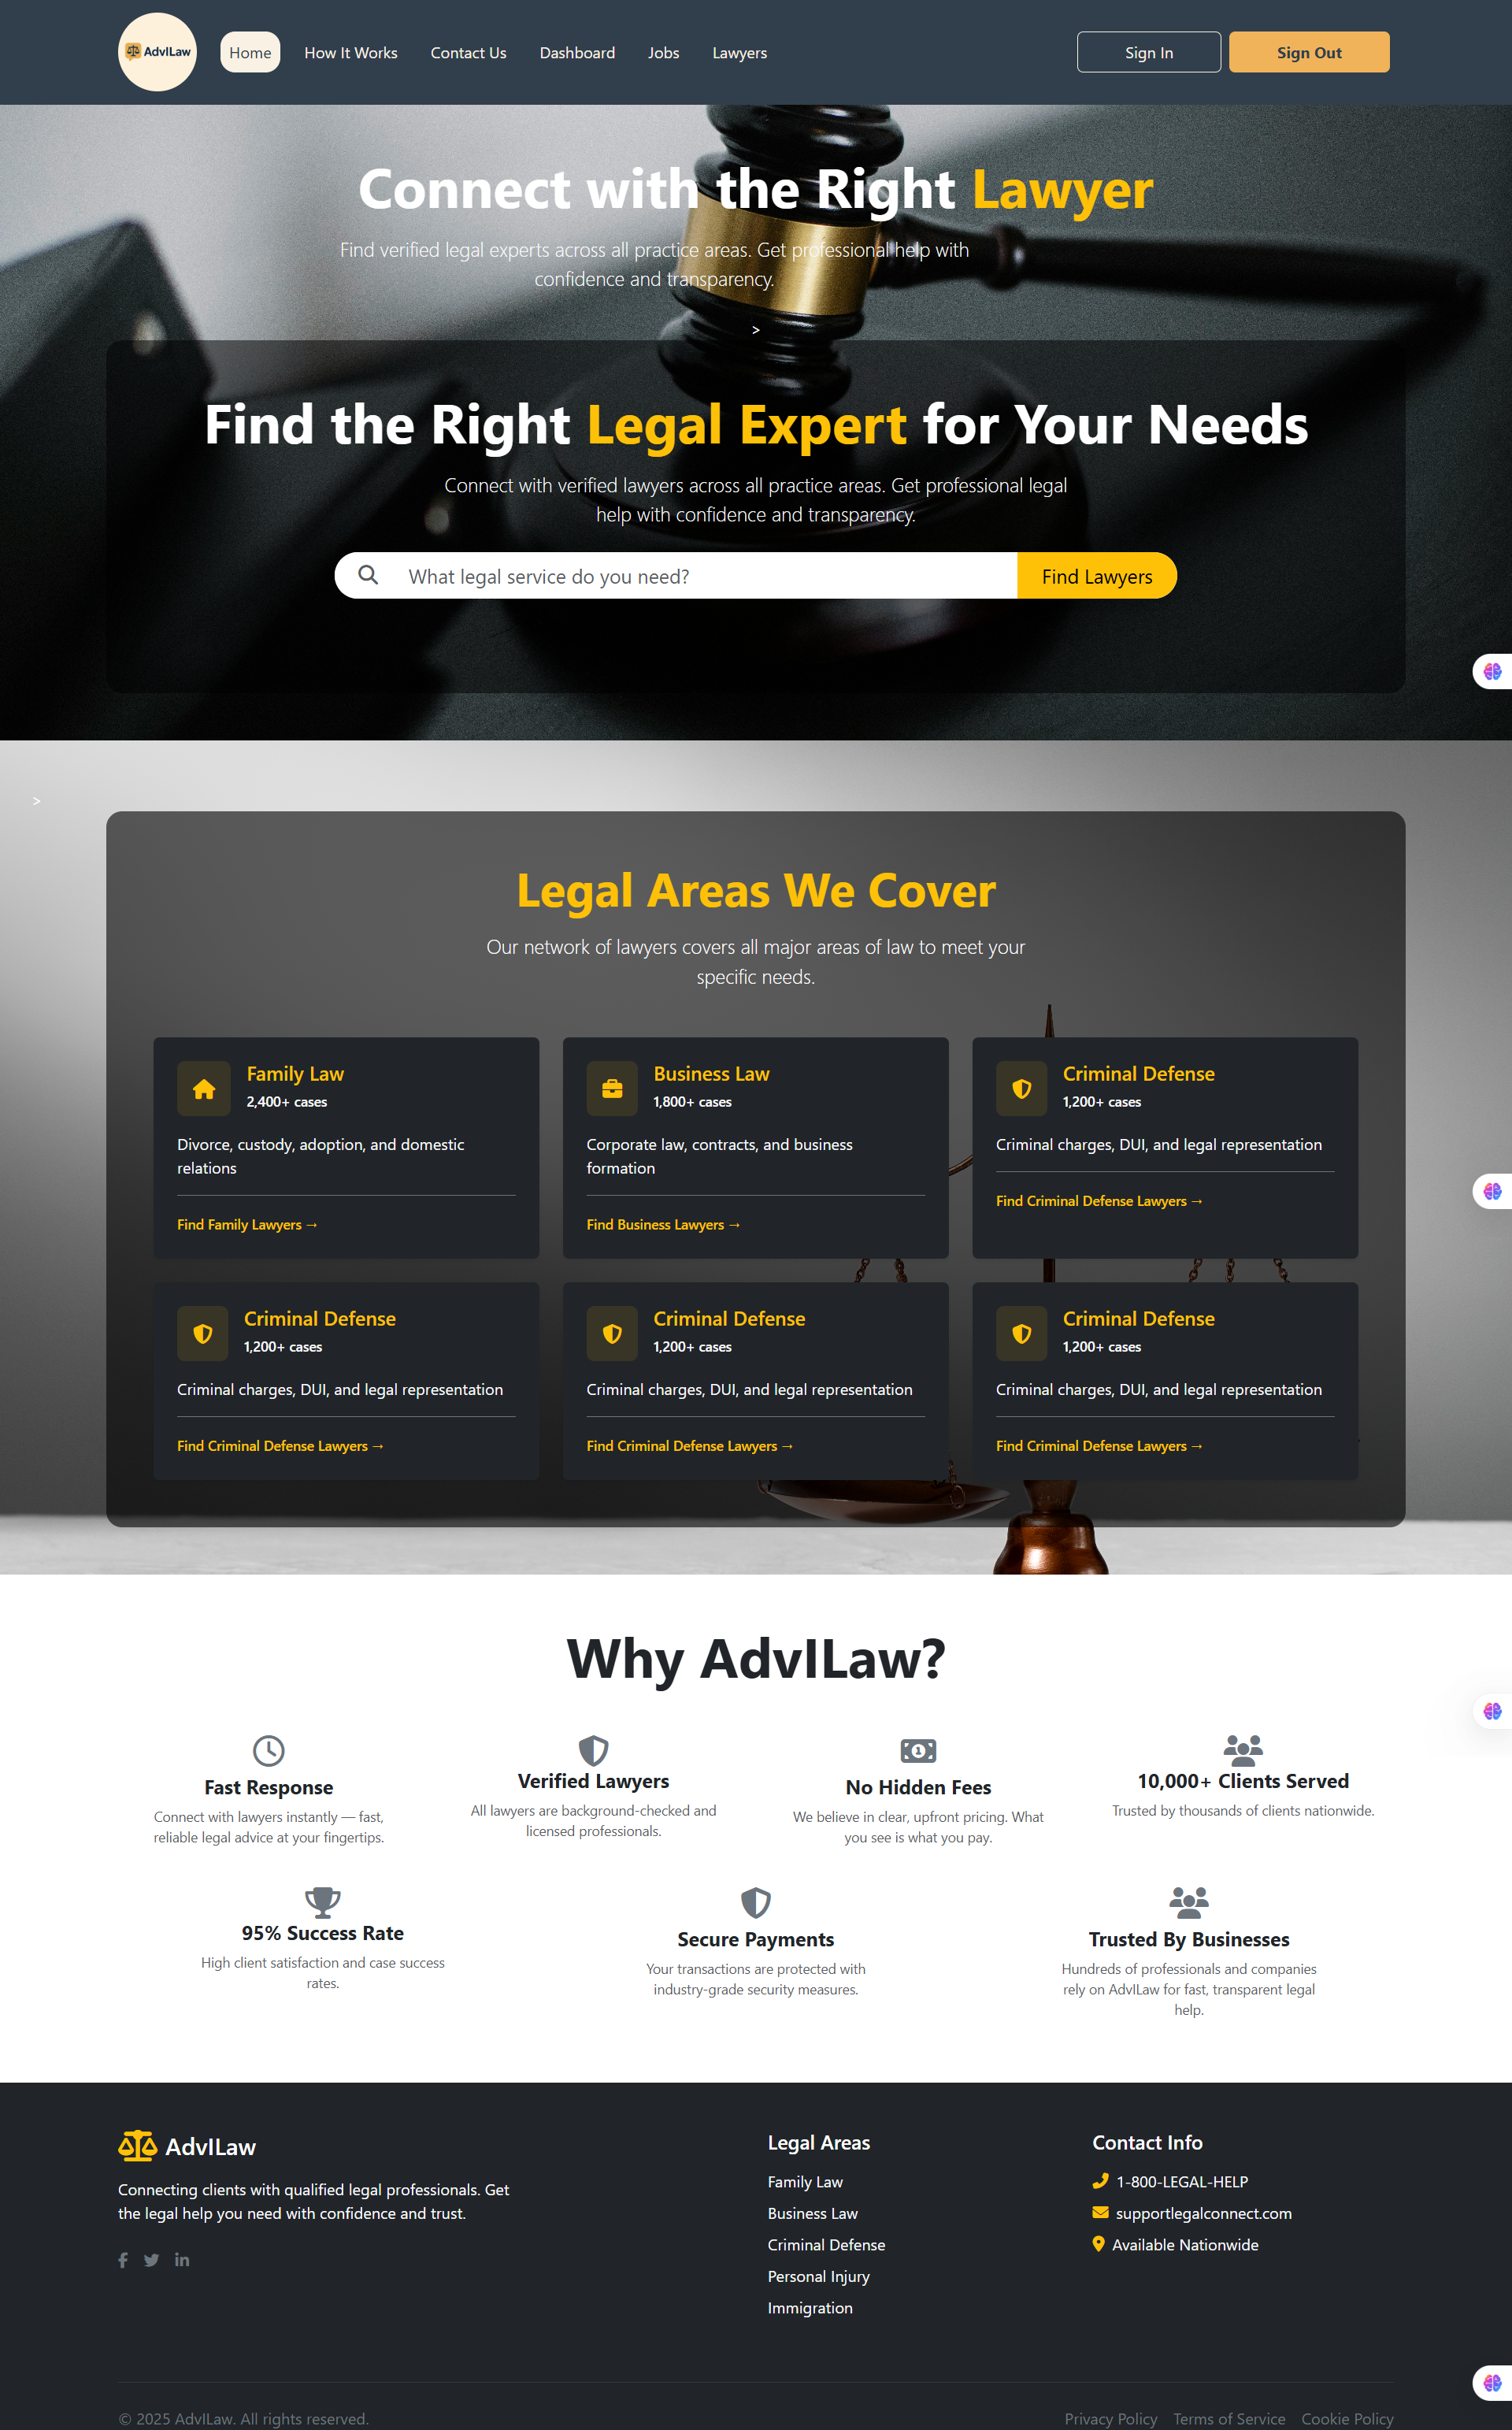 AdvILaw
Home
How It Works
Contact Us
Dashboard
Jobs
Lawyers
Sign In
Sign Out
Connect with the Right Lawyer
Find verified legal experts across all practice areas. Get professional help with
confidence and transparency.
>
Find the Right Legal Expert for Your Needs
Connect with verified lawyers across all practice areas. Get professional legal
help with confidence and transparency.
What legal service do you need?
Find Lawyers
>
Legal Areas We Cover
Our network of lawyers covers all major areas of law to meet your
specific needs.
Family Law
2,400+ cases
Divorce, custody, adoption, and domestic
relations
Find Family Lawyers →
Business Law
1,800+ cases
Corporate law, contracts, and business
formation
Find Business Lawyers →
Criminal Defense
1,200+ cases
Criminal charges, DUI, and legal representation
Find Criminal Defense Lawyers →
Criminal Defense
1,200+ cases
Criminal charges, DUI, and legal representation
Find Criminal Defense Lawyers →
Criminal Defense
1,200+ cases
Criminal charges, DUI, and legal representation
Find Criminal Defense Lawyers →
Criminal Defense
1,200+ cases
Criminal charges, DUI, and legal representation
Find Criminal Defense Lawyers →
Why AdvILaw?
Fast Response
Connect with lawyers instantly — fast,
reliable legal advice at your fingertips.
Verified Lawyers
All lawyers are background-checked and
licensed professionals.
No Hidden Fees
We believe in clear, upfront pricing. What
you see is what you pay.
10,000+ Clients Served
Trusted by thousands of clients nationwide.
95% Success Rate
High client satisfaction and case success
rates.
Secure Payments
Your transactions are protected with
industry-grade security measures.
Trusted By Businesses
Hundreds of professionals and companies
rely on AdvILaw for fast, transparent legal
help.
AdvILaw
Connecting clients with qualified legal professionals. Get
the legal help you need with confidence and trust.
Legal Areas
Family Law
Business Law
Criminal Defense
Personal Injury
Immigration
Contact Info
1-800-LEGAL-HELP
supportlegalconnect.com
Available Nationwide
© 2025 AdvILaw. All rights reserved.
Privacy Policy
Terms of Service
Cookie Policy